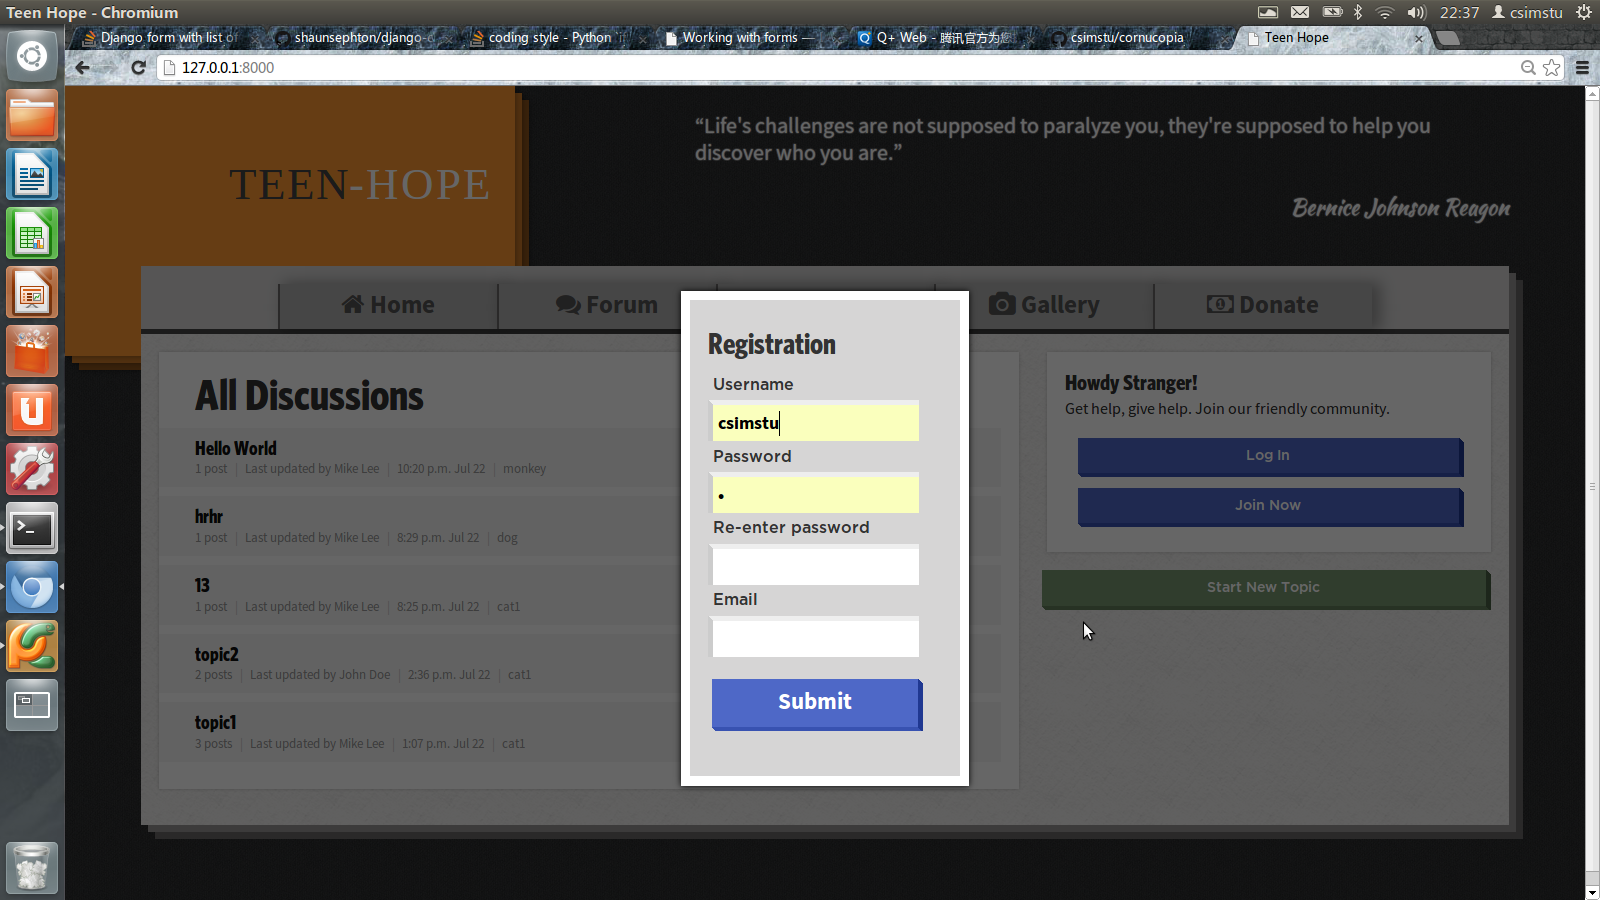 Teen Hope - Chromium
22:37 csimstu
Django form with list of
shaunsephton/django-
coding style - Python
Working with forms —
Q+ Web - 腾讯官方为您
csimstu/cornucopia
Teen Hope
127.0.0.1:8000
“Life's challenges are not supposed to paralyze you, they're supposed to help you
discover who you are.”
Bernice Johnson Reagon
TEEN-HOPE
Home
Forum
Gallery
Donate
All Discussions
Hello World
1 post | Last updated by Mike Lee | 10:20 p.m. Jul 22 | monkey
hrhr
1 post | Last updated by Mike Lee | 8:29 p.m. Jul 22 | dog
13
1 post | Last updated by Mike Lee | 8:25 p.m. Jul 22 | cat1
topic2
2 posts | Last updated by John Doe | 2:36 p.m. Jul 22 | cat1
topic1
3 posts | Last updated by Mike Lee | 1:07 p.m. Jul 22 | cat1
Registration
Username
csimstu
Password
•
Re-enter password
Email
Submit
Howdy Stranger!
Get help, give help. Join our friendly community.
Log In
Join Now
Start New Topic